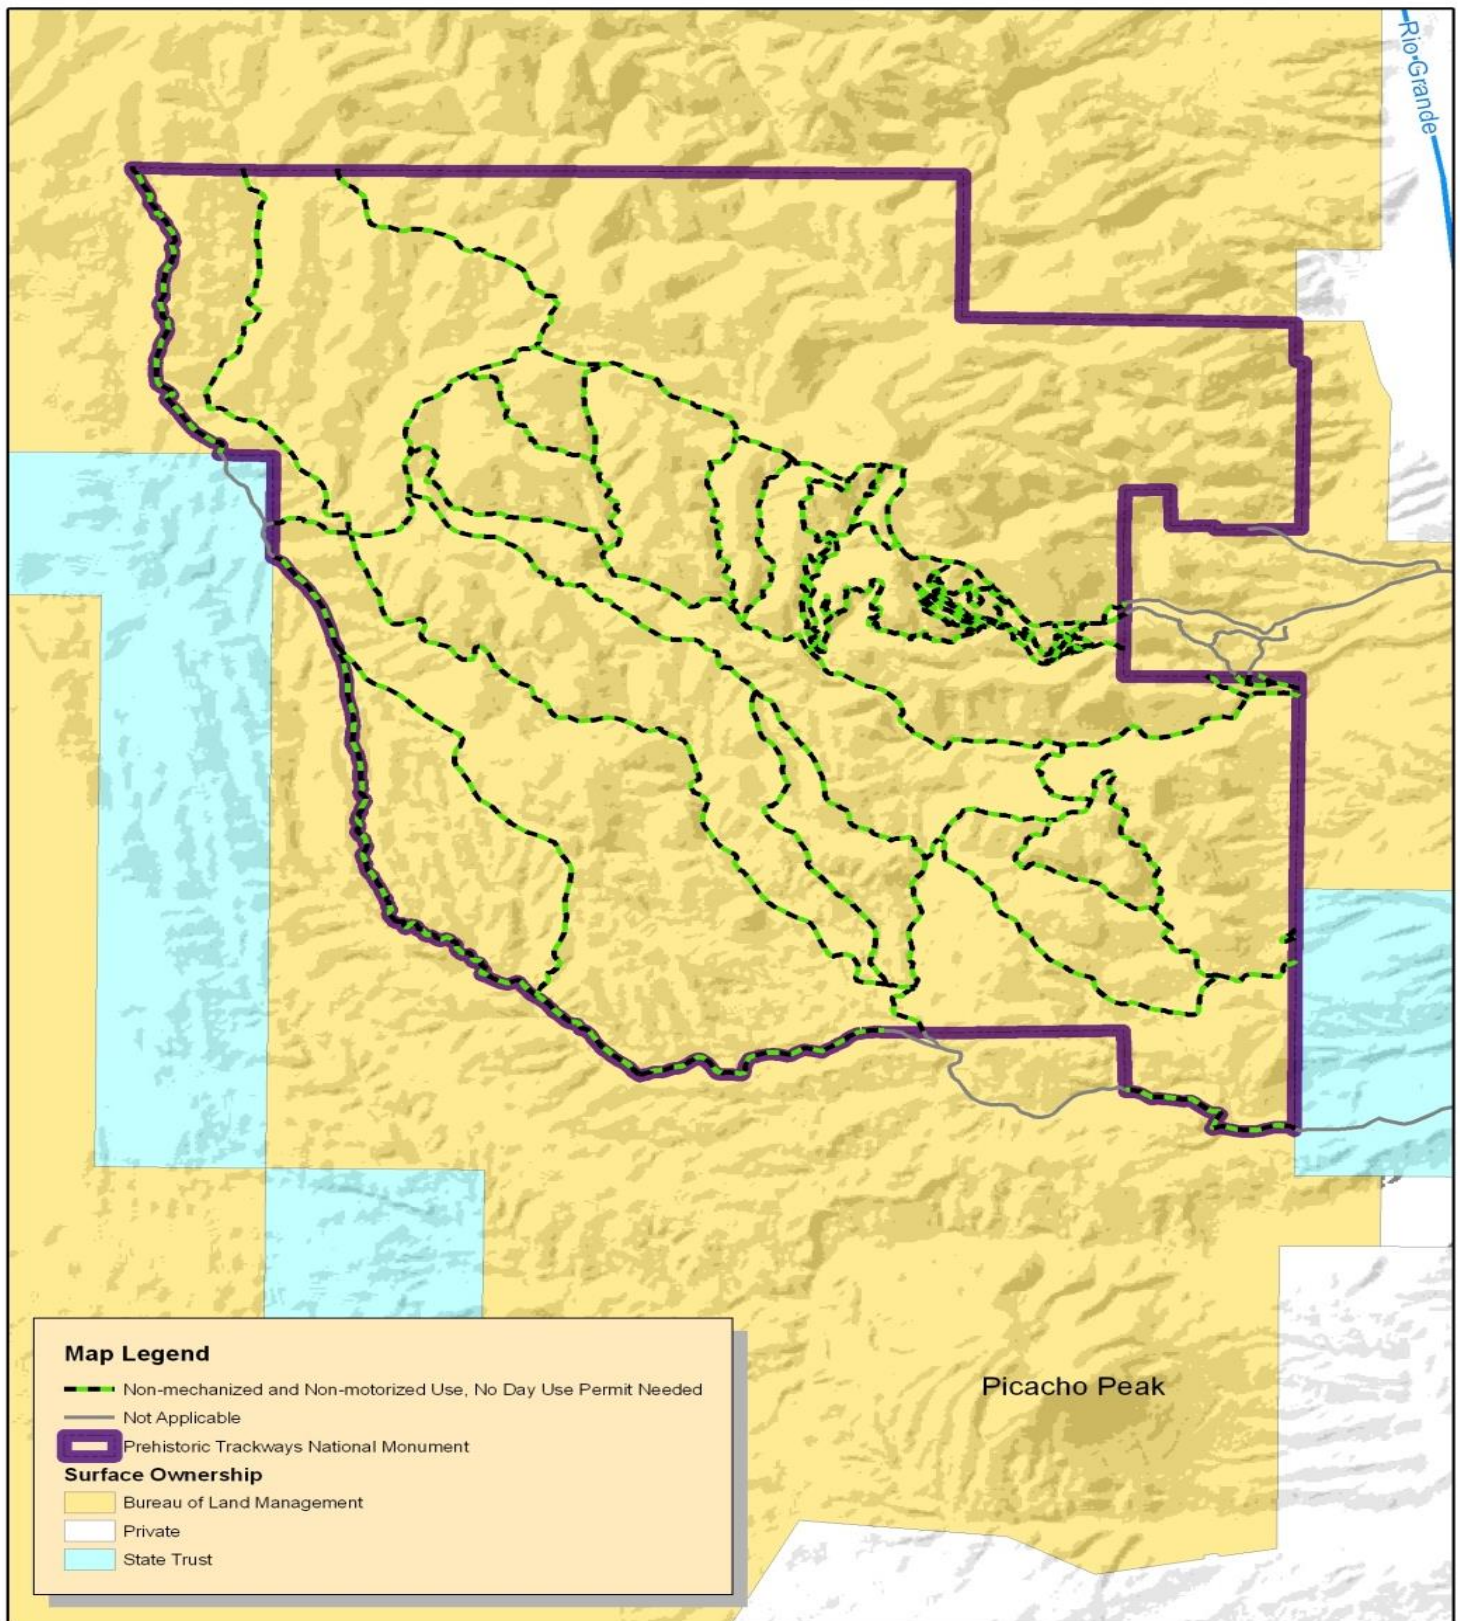 Rio Grande
Picacho Peak
Map Legend
Non-mechanized and Non-motorized Use, No Day Use Permit Needed
Not Applicable
Prehistoric Trackways National Monument
Surface Ownership
Bureau of Land Management
Private
State Trust